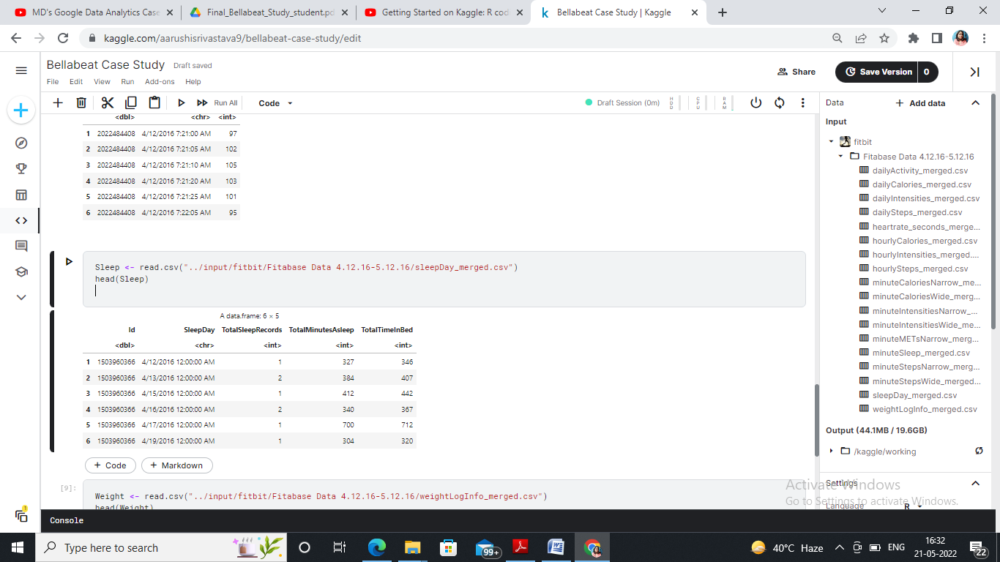 MD's Google Data Analytics Case
Final_Bellabeat_Study_student.pd
Getting Started on Kaggle: R cod
Bellabeat Case Study | Kaggle
kaggle.com/aarushisrivastava9/bellabeat-case-study/edit
Bellabeat Case Study Draft saved
File Edit View Run Add-ons Help
Share
Save Version 0
Run All Code
Draft Session (0m) HDD CPU RAM
<dbl> <chr> <int>
1 2022484408 4/12/2016 7:21:00 AM 97
2 2022484408 4/12/2016 7:21:05 AM 102
3 2022484408 4/12/2016 7:21:10 AM 105
4 2022484408 4/12/2016 7:21:20 AM 103
5 2022484408 4/12/2016 7:21:25 AM 101
6 2022484408 4/12/2016 7:22:05 AM 95
Sleep <- read.csv("../input/fitbit/Fitabase Data 4.12.16-5.12.16/sleepDay_merged.csv")
head(Sleep)
A data.frame: 6 × 5
Id SleepDay TotalSleepRecords TotalMinutesAsleep TotalTimeInBed
<dbl> <chr> <int> <int> <int>
1 1503960366 4/12/2016 12:00:00 AM 1 327 346
2 1503960366 4/13/2016 12:00:00 AM 2 384 407
3 1503960366 4/15/2016 12:00:00 AM 1 412 442
4 1503960366 4/16/2016 12:00:00 AM 2 340 367
5 1503960366 4/17/2016 12:00:00 AM 1 700 712
6 1503960366 4/19/2016 12:00:00 AM 1 304 320
+ Code + Markdown
[9]:
Weight <- read.csv("../input/fitbit/Fitabase Data 4.12.16-5.12.16/weightLogInfo_merged.csv")
head(Weight)
Console
Data
+ Add data
Input
fitbit
Fitabase Data 4.12.16-5.12.16
dailyActivity_merged.csv
dailyCalories_merged.csv
dailyIntensities_merged.csv
dailySteps_merged.csv
heartrate_seconds_merge...
hourlyCalories_merged.csv
hourlyIntensities_merged....
hourlySteps_merged.csv
minuteCaloriesNarrow_me...
minuteCaloriesWide_merg...
minuteIntensitiesNarrow_...
minuteIntensitiesWide_me...
minuteMETsNarrow_merg...
minuteSleep_merged.csv
minuteStepsNarrow_merg...
minuteStepsWide_merged...
sleepDay_merged.csv
weightLogInfo_merged.csv
Output (44.1MB / 19.6GB)
/kaggle/working
Settings
Language R
Activate Windows
Go to Settings to activate Windows.
1
Type here to search
99+
40°C Haze
ENG
16:32
21-05-2022
22